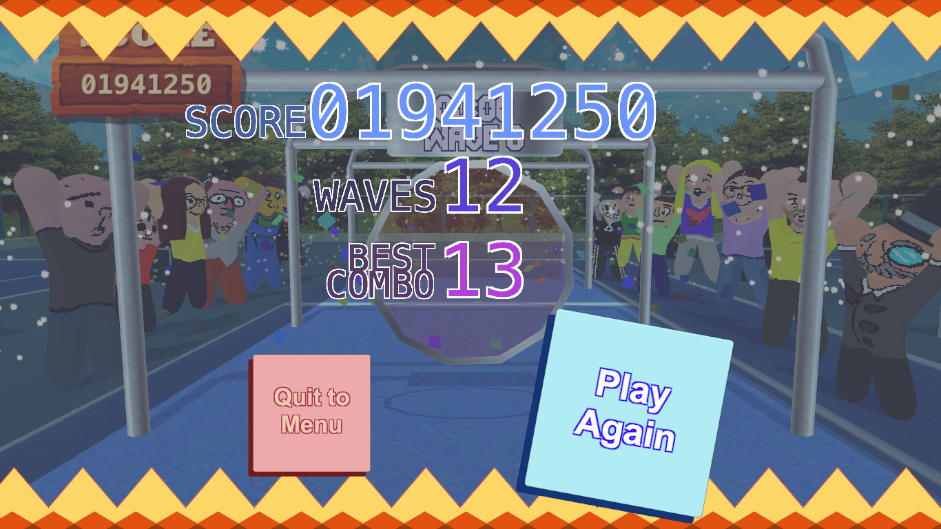 SCORE
01941250
SCORE 01941250
WAVES 12
BEST
COMBO 13
Quit to
Menu
Play
Again